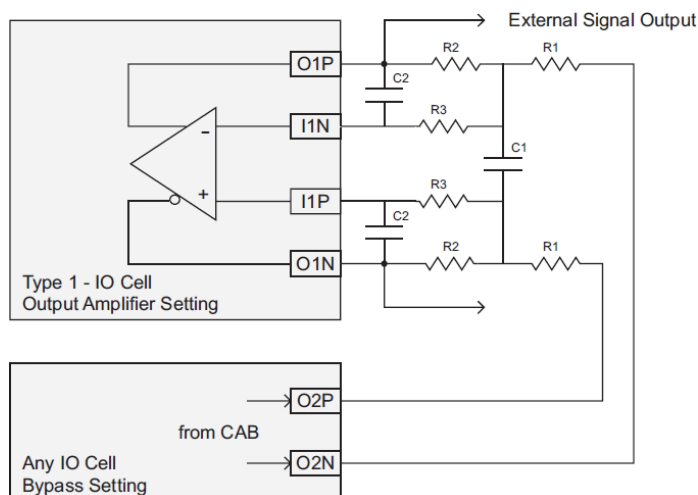 External Signal Output
O1P
R2
R1
C2
I1N
R3
-
C1
+
I1P
R3
C2
R2
R1
O1N
Type 1 - IO Cell
Output Amplifier Setting
O2P
from CAB
O2N
Any IO Cell
Bypass Setting